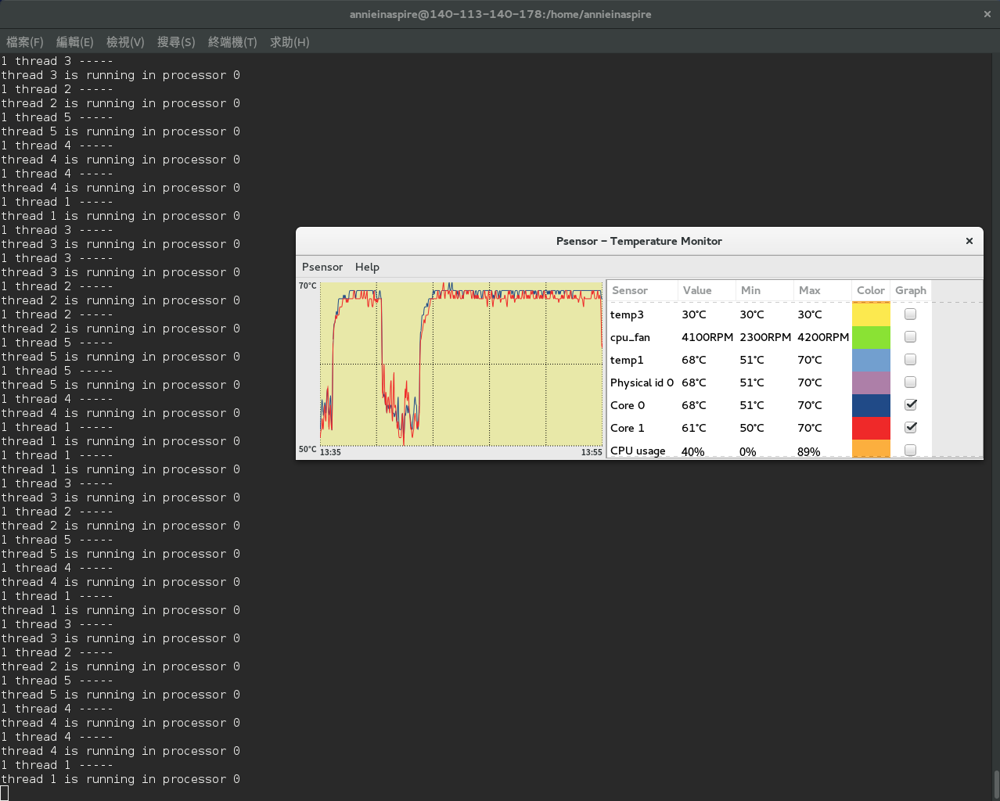 annieinaspire@140-113-140-178:/home/annieinaspire
檔案(F) 編輯(E) 檢視(V) 搜尋(S) 終端機(T) 求助(H)
1 thread 3 -----
thread 3 is running in processor 0
1 thread 2 -----
thread 2 is running in processor 0
1 thread 5 -----
thread 5 is running in processor 0
1 thread 4 -----
thread 4 is running in processor 0
1 thread 4 -----
thread 4 is running in processor 0
1 thread 1 -----
thread 1 is running in processor 0
1 thread 3 -----
thread 3 is running in processor 0
1 thread 3 -----
thread 3 is running in processor 0
1 thread 2 -----
thread 2 is running in processor 0
1 thread 2 -----
thread 2 is running in processor 0
1 thread 5 -----
thread 5 is running in processor 0
1 thread 5 -----
thread 5 is running in processor 0
1 thread 4 -----
thread 4 is running in processor 0
1 thread 1 -----
thread 1 is running in processor 0
1 thread 1 -----
thread 1 is running in processor 0
1 thread 3 -----
thread 3 is running in processor 0
1 thread 2 -----
thread 2 is running in processor 0
1 thread 5 -----
thread 5 is running in processor 0
1 thread 4 -----
thread 4 is running in processor 0
1 thread 1 -----
thread 1 is running in processor 0
1 thread 3 -----
thread 3 is running in processor 0
1 thread 2 -----
thread 2 is running in processor 0
1 thread 5 -----
thread 5 is running in processor 0
1 thread 4 -----
thread 4 is running in processor 0
1 thread 4 -----
thread 4 is running in processor 0
1 thread 1 -----
thread 1 is running in processor 0
Psensor - Temperature Monitor
Psensor Help
70°C
50°C
13:35 13:55
Sensor Value Min Max Color Graph
temp3 30°C 30°C 30°C
cpu_fan 4100RPM 2300RPM 4200RPM
temp1 68°C 51°C 70°C
Physical id 0 68°C 51°C 70°C
Core 0 68°C 51°C 70°C
Core 1 61°C 50°C 70°C
CPU usage 40% 0% 89%